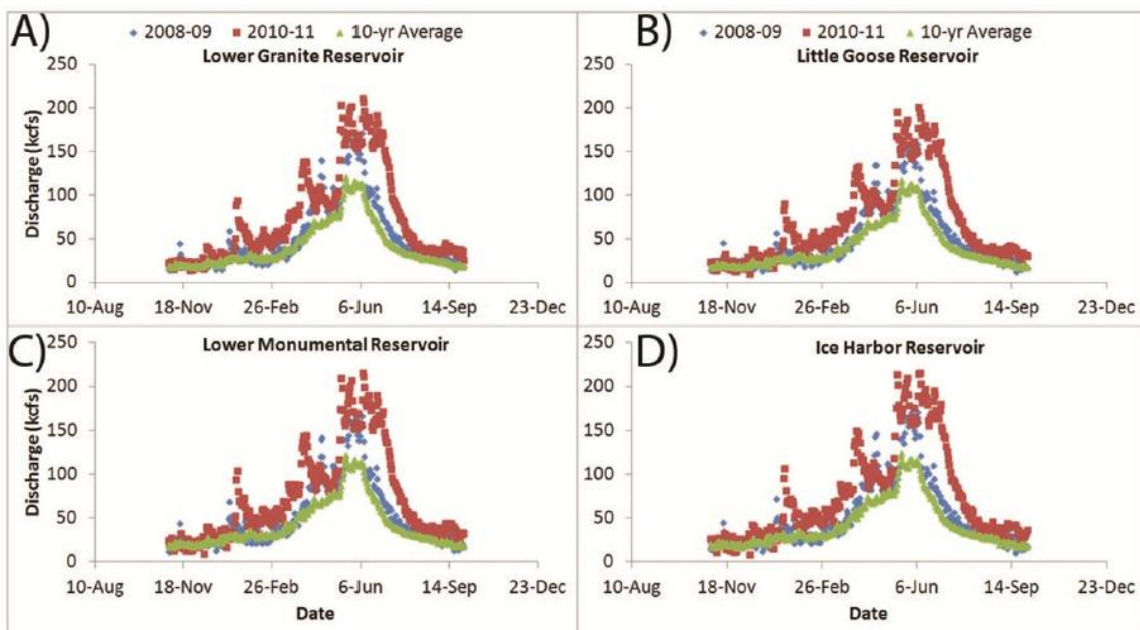 A)
2008-09 2010-11 10-yr Average
Lower Granite Reservoir
Discharge (kcfs)
250
200
150
100
50
0
10-Aug 18-Nov 26-Feb 6-Jun 14-Sep 23-Dec
B)
2008-09 2010-11 10-yr Average
Little Goose Reservoir
250
200
150
100
50
0
10-Aug 18-Nov 26-Feb 6-Jun 14-Sep 23-Dec
C)
Lower Monumental Reservoir
Discharge (kcfs)
250
200
150
100
50
0
10-Aug 18-Nov 26-Feb 6-Jun 14-Sep 23-Dec
Date
D)
Ice Harbor Reservoir
250
200
150
100
50
0
10-Aug 18-Nov 26-Feb 6-Jun 14-Sep 23-Dec
Date